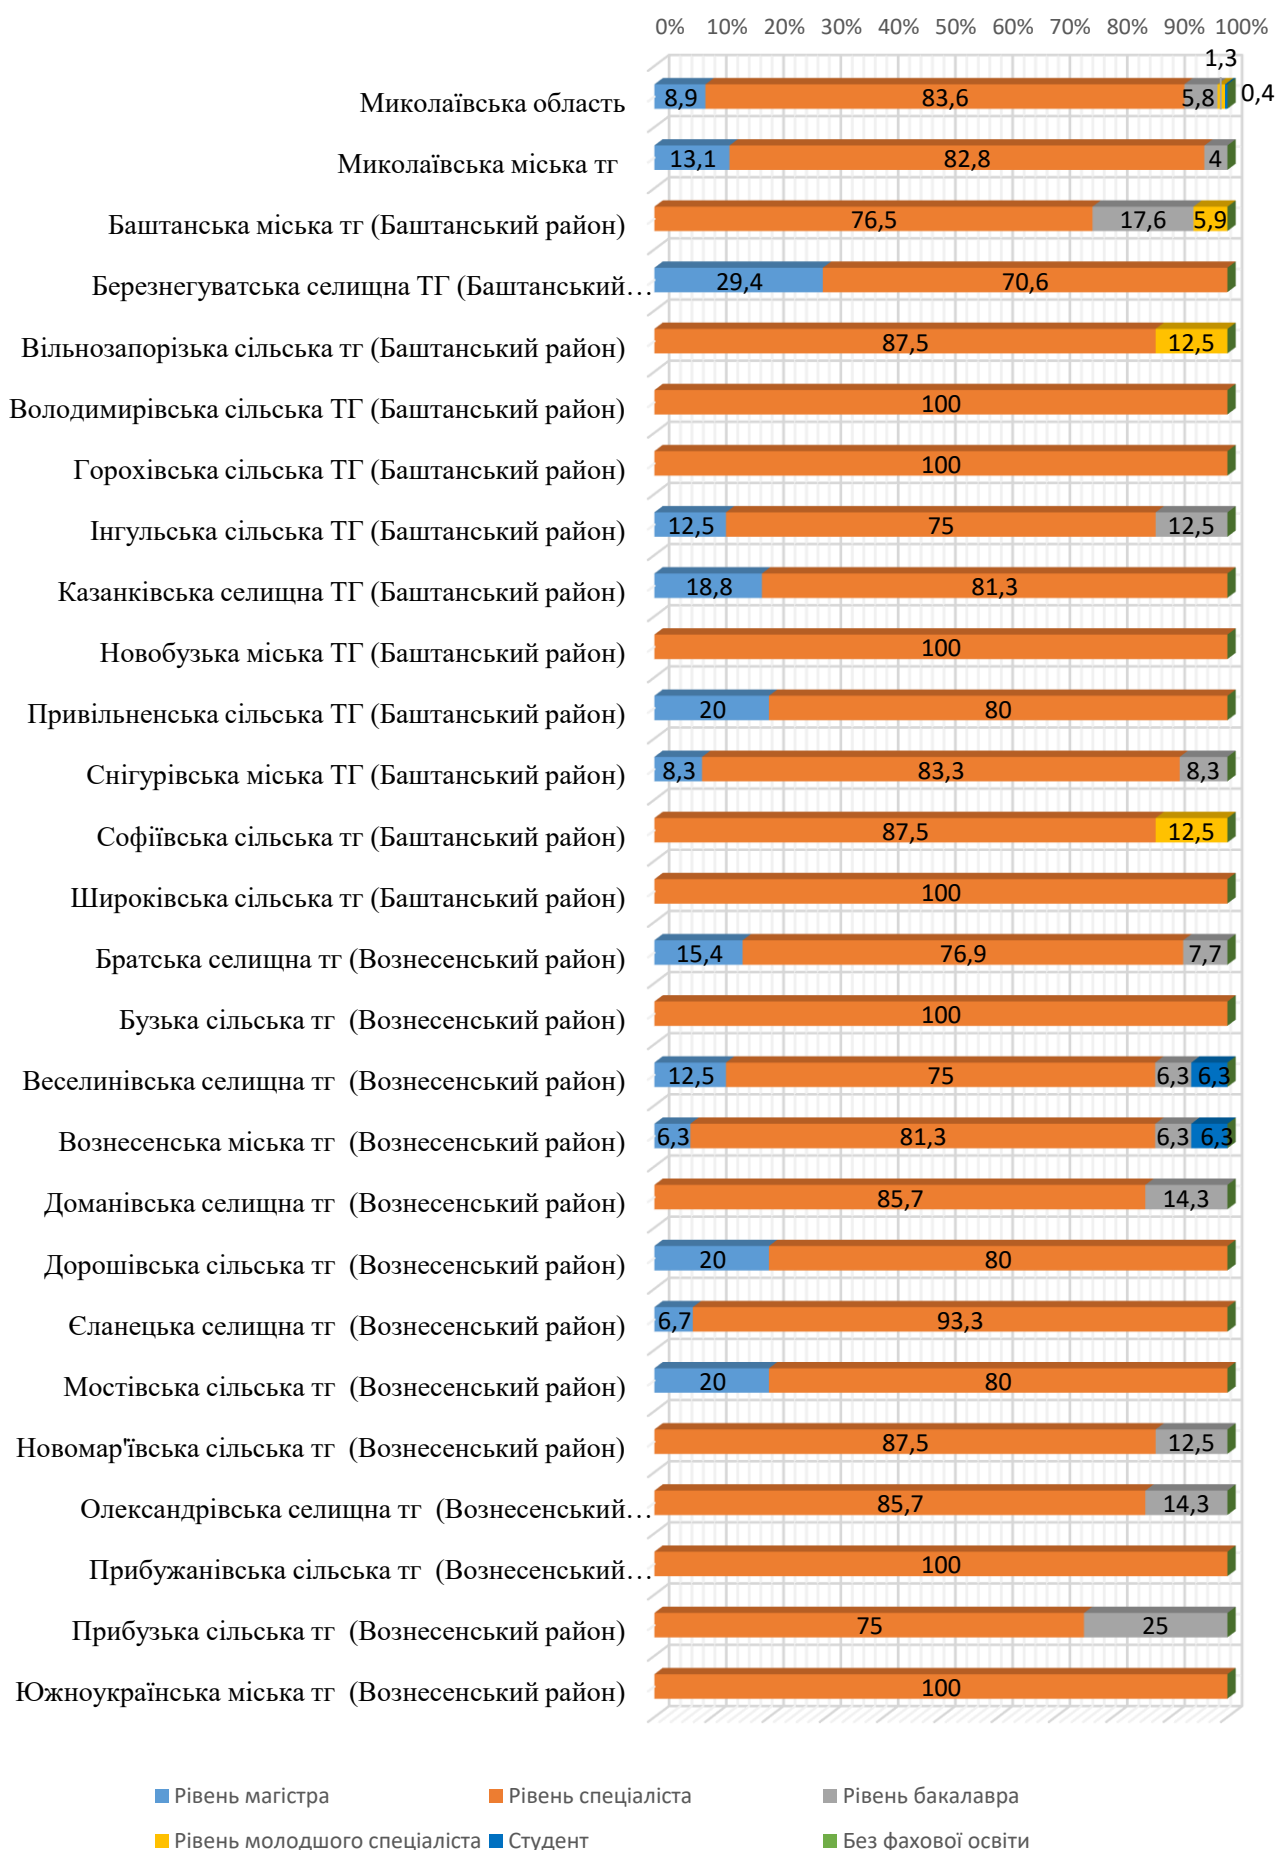 0% 10% 20% 30% 40% 50% 60% 70% 80% 90% 100%
1,3
Миколаївська область 8,9 83,6 5,8 0,4
Миколаївська міська тг 13,1 82,8 4
Баштанська міська тг (Баштанський район) 76,5 17,6 5,9
Березнегуватська селищна ТГ (Баштанський… 29,4 70,6
Вільнозапорізька сільська тг (Баштанський район) 87,5 12,5
Володимирівська сільська ТГ (Баштанський район) 100
Горохівська сільська ТГ (Баштанський район) 100
Інгульська сільська ТГ (Баштанський район) 12,5 75 12,5
Казанківська селищна ТГ (Баштанський район) 18,8 81,3
Новобузька міська ТГ (Баштанський район) 100
Привільненська сільська ТГ (Баштанський район) 20 80
Снігурівська міська ТГ (Баштанський район) 8,3 83,3 8,3
Софіївська сільська тг (Баштанський район) 87,5 12,5
Широківська сільська тг (Баштанський район) 100
Братська селищна тг (Вознесенський район) 15,4 76,9 7,7
Бузька сільська тг (Вознесенський район) 100
Веселинівська селищна тг (Вознесенський район) 12,5 75 6,3 6,3
Вознесенська міська тг (Вознесенський район) 6,3 81,3 6,3 6,3
Доманівська селищна тг (Вознесенський район) 85,7 14,3
Дорошівська сільська тг (Вознесенський район) 20 80
Єланецька селищна тг (Вознесенський район) 6,7 93,3
Мостівська сільська тг (Вознесенський район) 20 80
Новомар'ївська сільська тг (Вознесенський район) 87,5 12,5
Олександрівська селищна тг (Вознесенський… 85,7 14,3
Прибужанівська сільська тг (Вознесенський… 100
Прибузька сільська тг (Вознесенський район) 75 25
Южноукраїнська міська тг (Вознесенський район) 100
Рівень магістра Рівень спеціаліста Рівень бакалавра
Рівень молодшого спеціаліста Студент Без фахової освіти